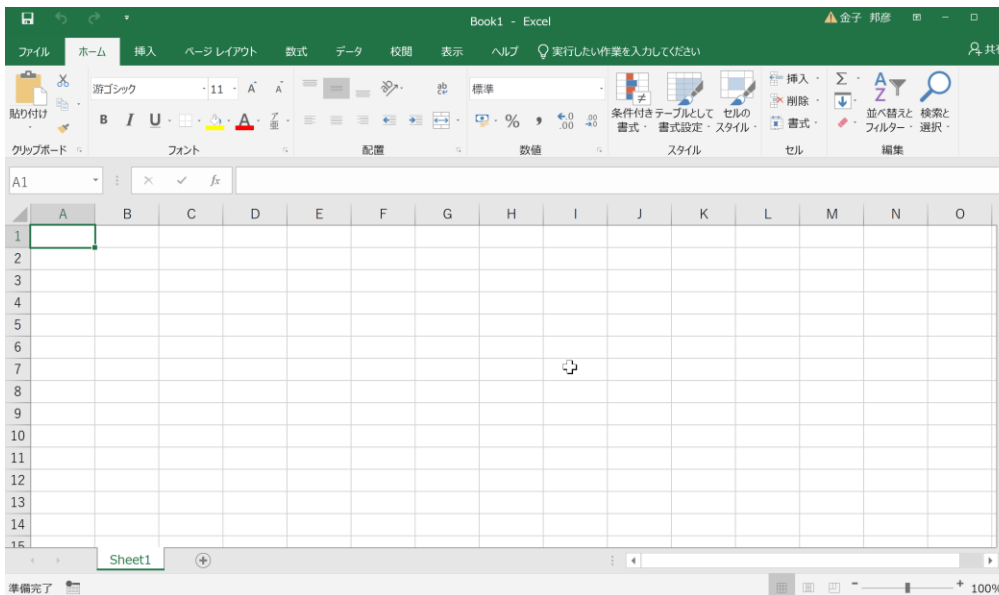 Book1 - Excel
金子 邦彦
ファイル ホーム 挿入 ページ レイアウト 数式 データ 校閲 表示 ヘルプ 実行したい作業を入力してください 共有
貼り付け
游ゴシック 11 A A
B I U A
標準
% , .0 .00 .00 .0
条件付き書式 テーブルとして書式設定 セルのスタイル
挿入
削除
書式
Σ
並べ替えと フィルター
検索と 選択
クリップボード フォント 配置 数値 スタイル セル 編集
A1 fx
A B C D E F G H I J K L M N O
1
2
3
4
5
6
7
8
9
10
11
12
13
14
15
Sheet1
準備完了 100%